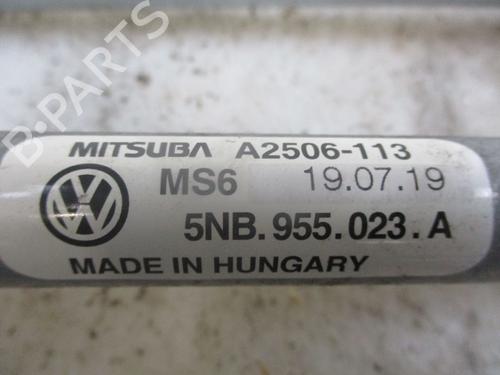 B-PARTS
MITSUBA A2506-113
MS6 19.07.19
5NB.955.023.A
MADE IN HUNGARY